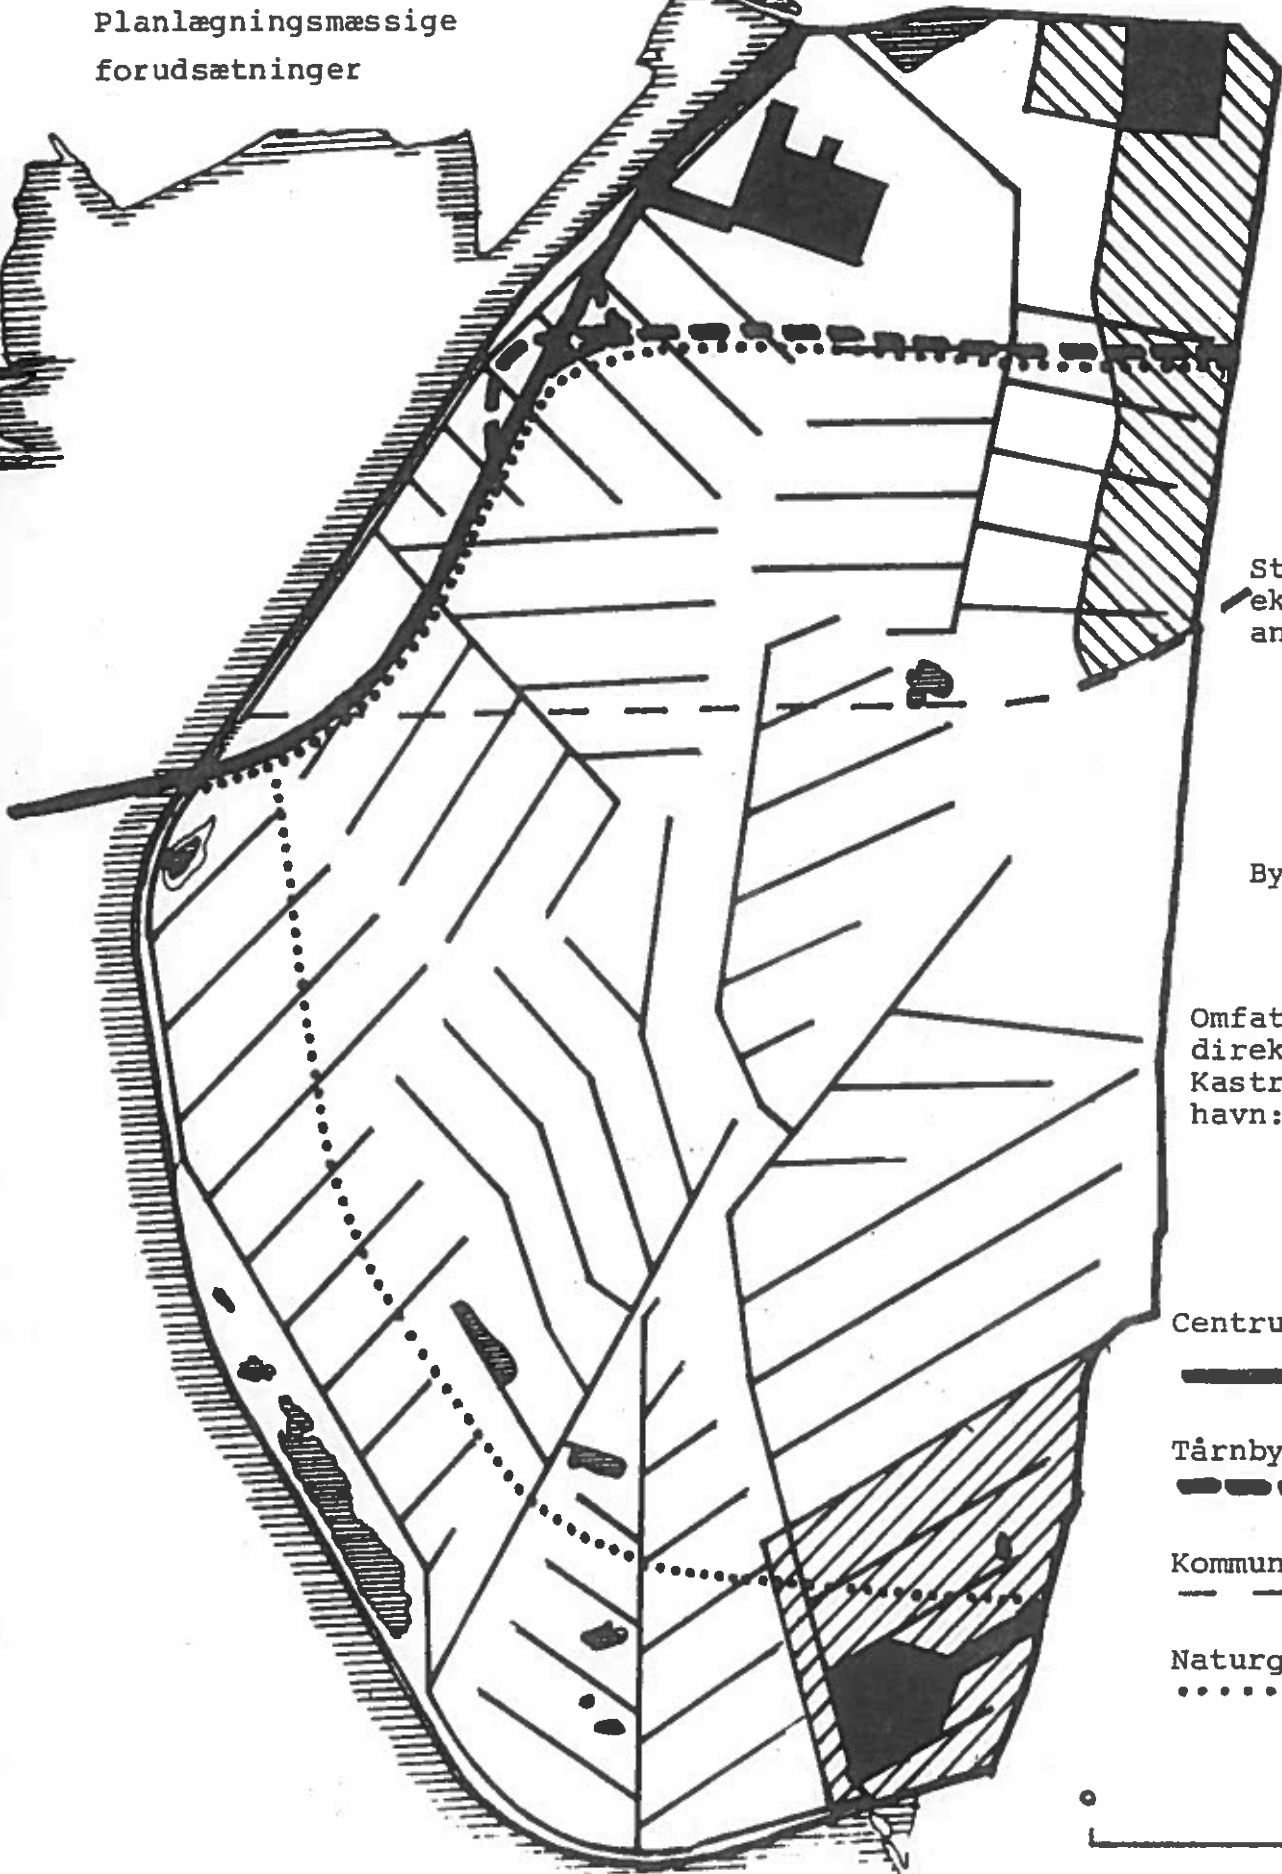 Planlægningsmæssige
forudsætninger
St
ek
an
By
Omfat
direk
Kastr
havn:
Centru
Tårnby
Kommun
Naturg